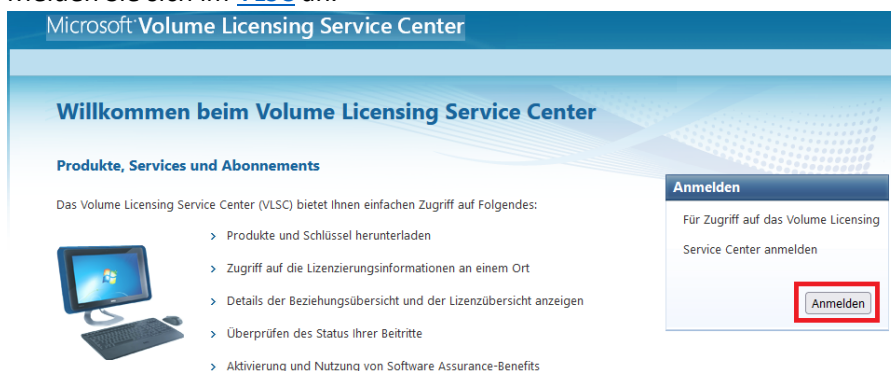 Microsoft Volume Licensing Service Center
Willkommen beim Volume Licensing Service Center
Produkte, Services und Abonnements
Das Volume Licensing Service Center (VLSC) bietet Ihnen einfachen Zugriff auf Folgendes:
› Produkte und Schlüssel herunterladen
› Zugriff auf die Lizenzierungsinformationen an einem Ort
› Details der Beziehungsübersicht und der Lizenzübersicht anzeigen
› Überprüfen des Status Ihrer Beitritte
› Aktivierung und Nutzung von Software Assurance-Benefits
Anmelden
Für Zugriff auf das Volume Licensing
Service Center anmelden
Anmelden